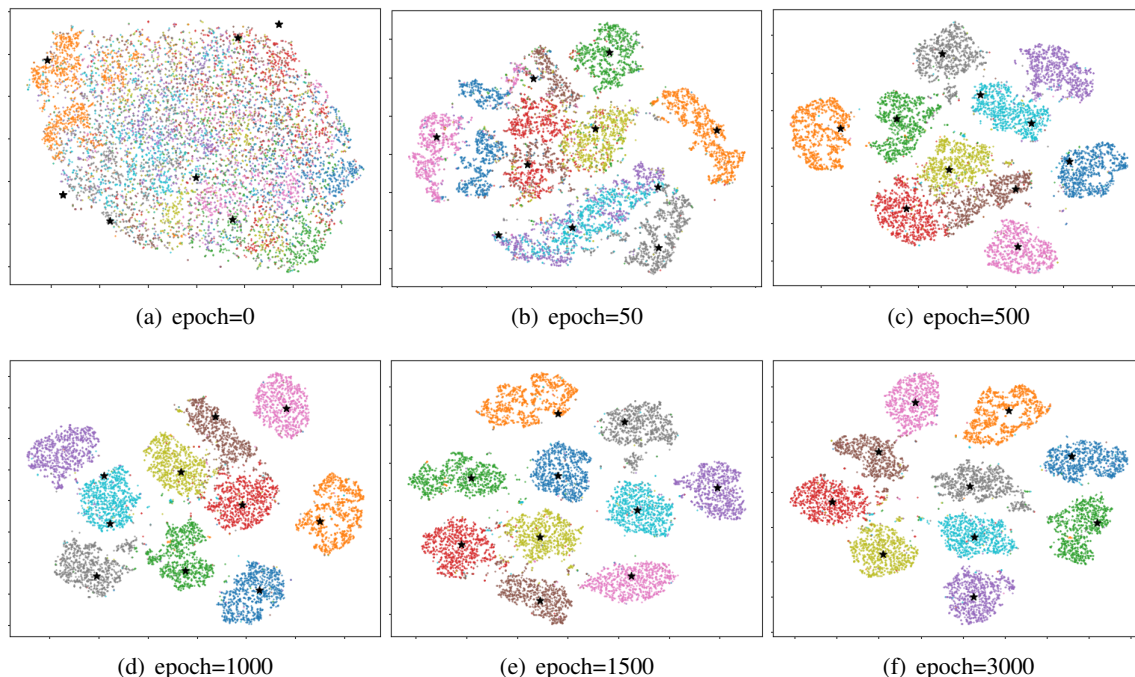 (a) epoch=0
(b) epoch=50
(c) epoch=500
(d) epoch=1000
(e) epoch=1500
(f) epoch=3000